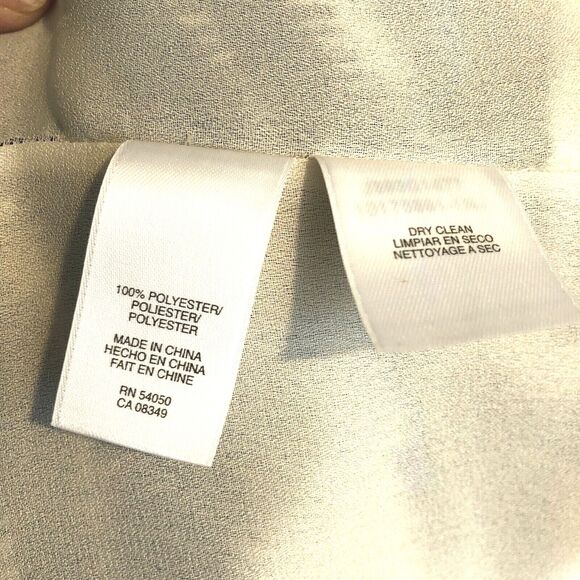 100% POLYESTER/
POLIESTER/
POLYESTER
MADE IN CHINA
HECHO EN CHINA
FAIT EN CHINE
RN 54050
CA 08349
DRY CLEAN
LIMPIAR EN SECO
NETTOYAGE A SEC